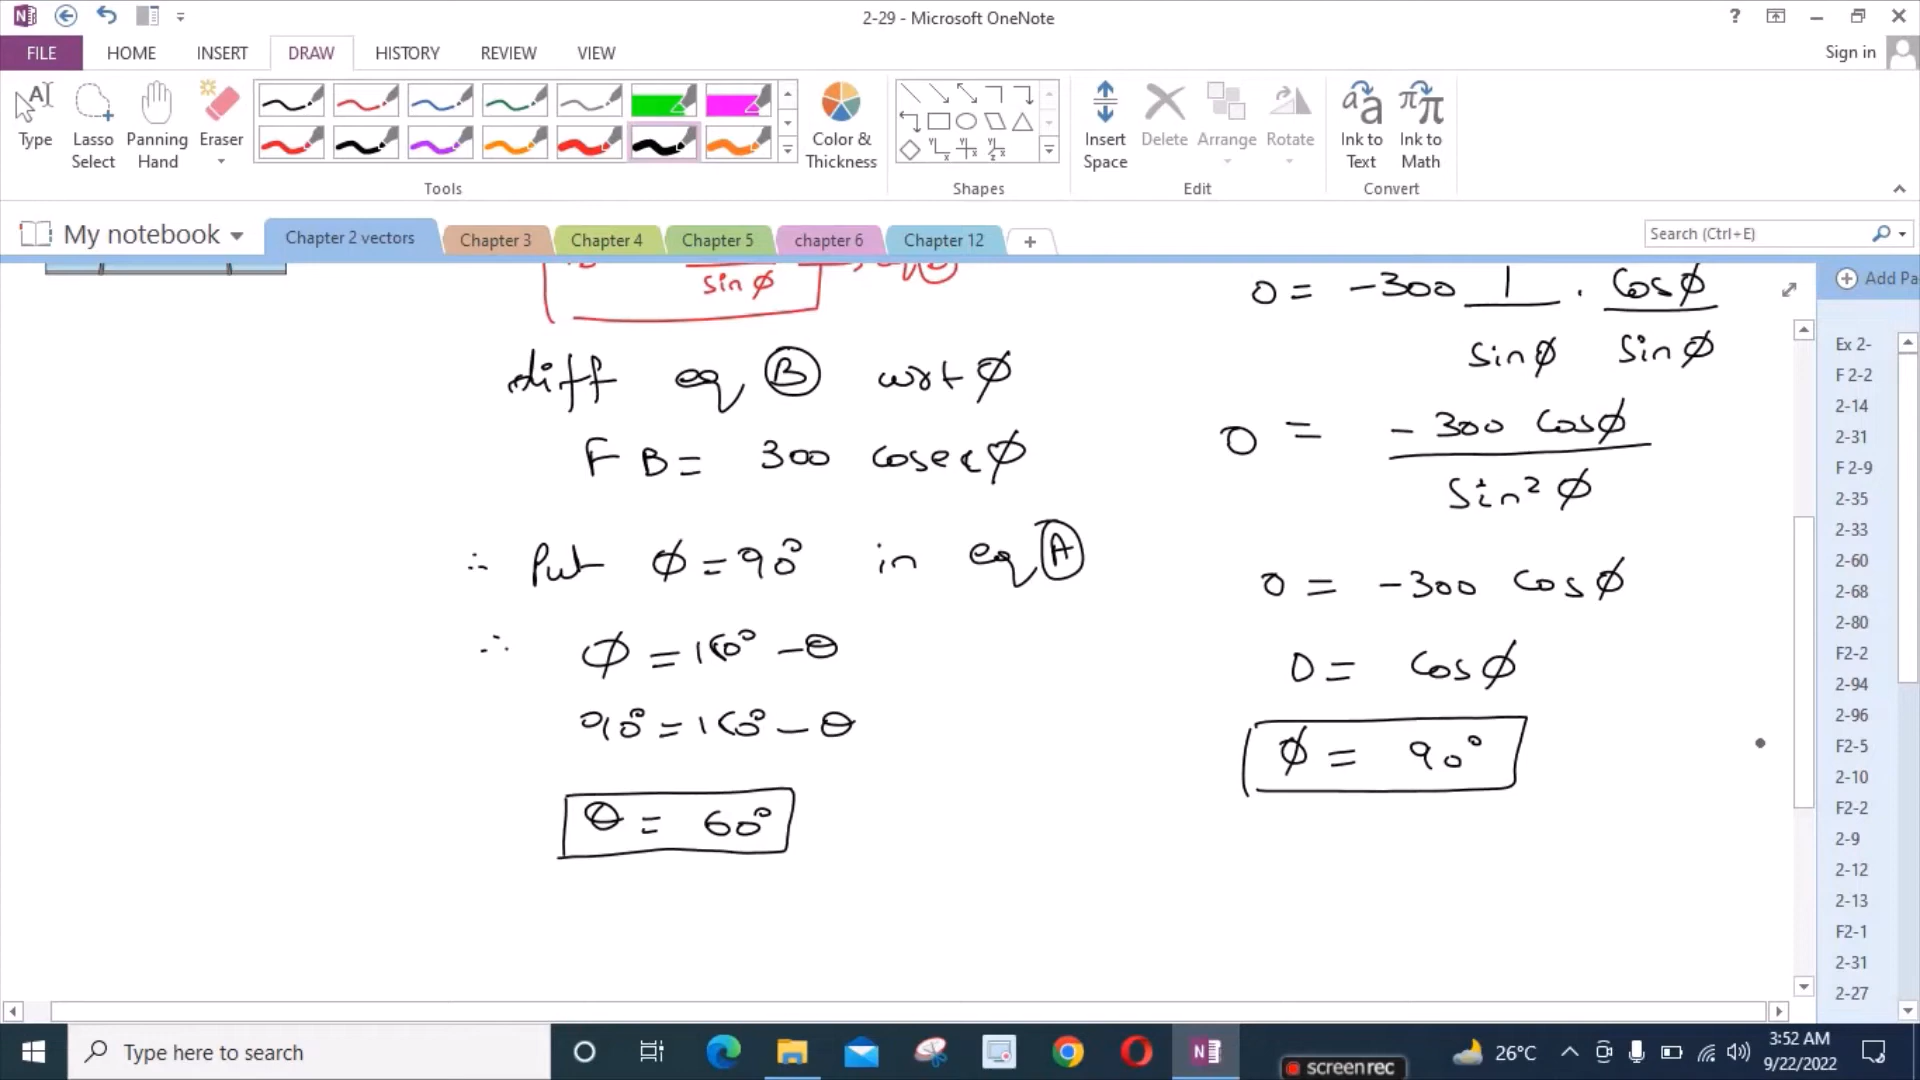 2-29 - Microsoft OneNote
FILE HOME INSERT DRAW HISTORY REVIEW VIEW
Sign in
Type
Lasso Select
Panning Hand
Eraser
Color & Thickness
Insert Space
Delete
Arrange
Rotate
Ink to Text
Ink to Math
Tools
Shapes
Edit
Convert
My notebook
Chapter 2 vectors
Chapter 3
Chapter 4
Chapter 5
chapter 6
Chapter 12
Search (Ctrl+E)
Add Pa
sin φ
diff eq (B) wrt φ
F B = 300 cosec φ
∴ Put φ = 90° in eq (A)
∴ φ = 150° - θ
90° = 150° - θ
θ = 60°
0 = -300 1/sin φ . cos φ/sin φ
0 = -300 cos φ/sin² φ
0 = -300 cos φ
0 = cos φ
φ = 90°
Ex 2-
F 2-2
2-14
2-31
F 2-9
2-35
2-33
2-60
2-68
2-80
F2-2
2-94
2-96
F2-5
2-10
F2-2
2-9
2-12
2-13
F2-1
2-31
2-27
Type here to search
screenrec
26°C
3:52 AM
9/22/2022